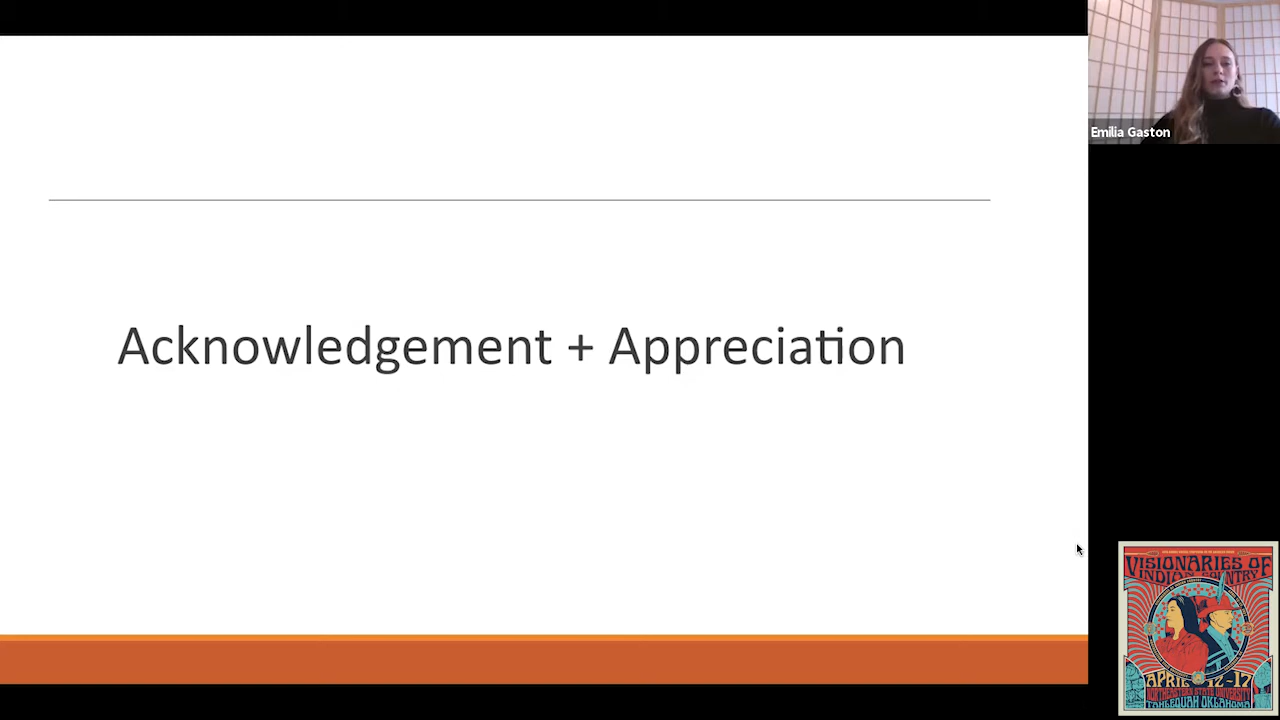 Acknowledgement + Appreciation
Emilia Gaston
VISIONARIES OF
INDIAN COUNTRY
APRIL 12-17
NORTHEASTERN STATE UNIVERSITY
TAHLEQUAH OKLAHOMA